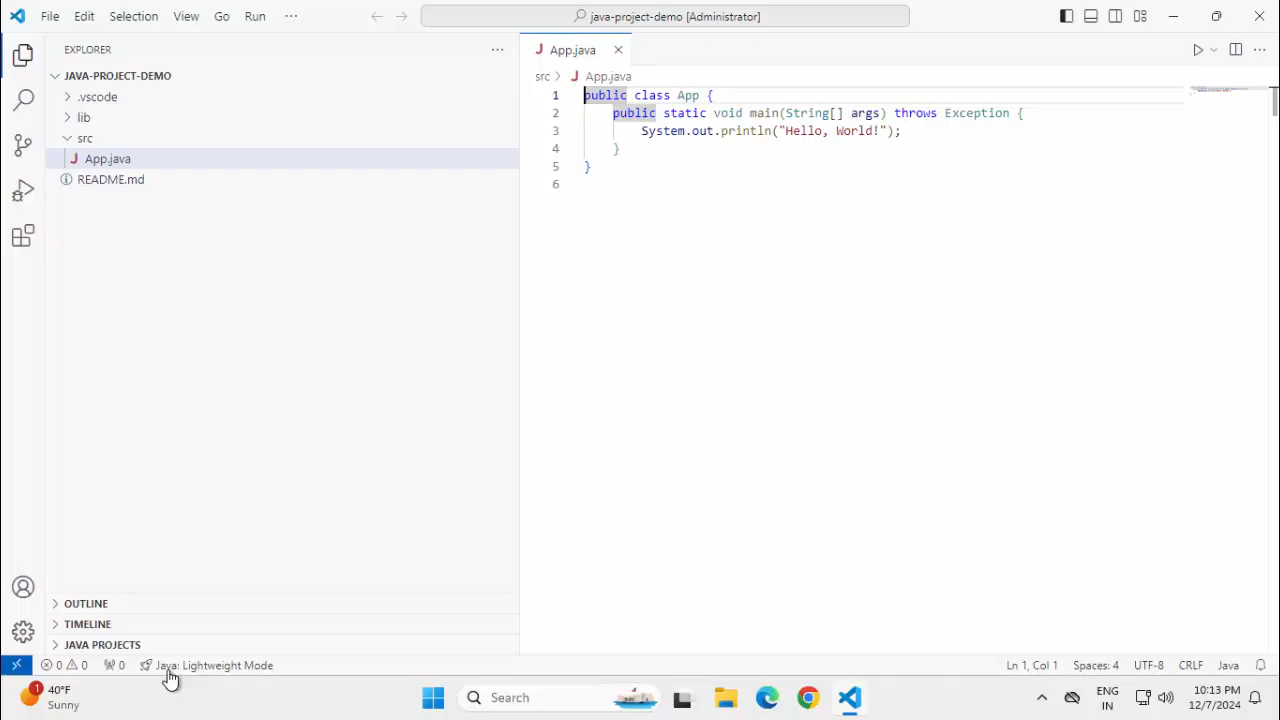 File Edit Selection View Go Run ···
java-project-demo [Administrator]
EXPLORER
JAVA-PROJECT-DEMO
.vscode
lib
src
J App.java
README.md
OUTLINE
TIMELINE
JAVA PROJECTS
J App.java
src > J App.java
1 public class App {
2 public static void main(String[] args) throws Exception {
3 System.out.println("Hello, World!");
4 }
5 }
6
0 0 0 Java: Lightweight Mode
Ln 1, Col 1 Spaces: 4 UTF-8 CRLF Java
1 40°F
Sunny
Search
ENG
IN
10:13 PM
12/7/2024